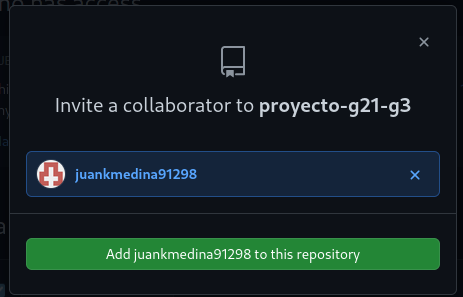 Invite a collaborator to proyecto-g21-g3
juankmedina91298
Add juankmedina91298 to this repository